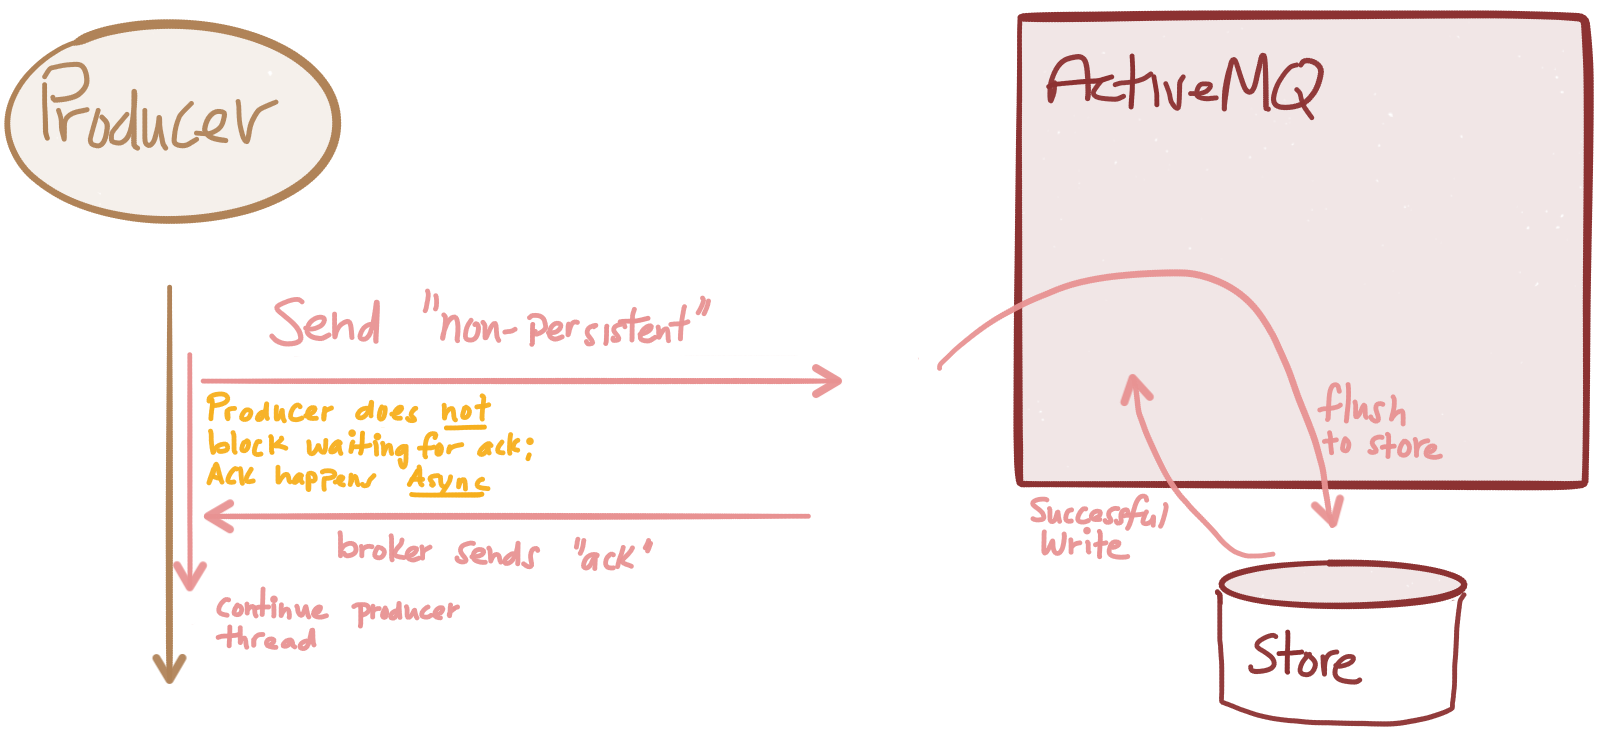 Producer
ActiveMQ
Send "non-persistent"
Producer does not
block waiting for ack;
Ack happens Async
broker sends "ack"
continue producer
thread
flush
to store
Successful
Write
Store